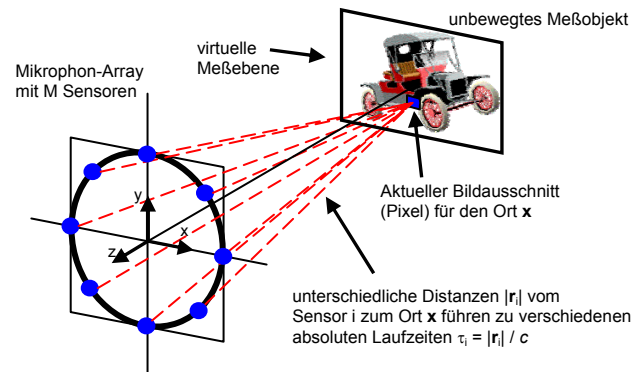 unbewegtes Meßobjekt
virtuelle
Meßebene
Mikrophon-Array
mit M Sensoren
Aktueller Bildausschnitt
(Pixel) für den Ort x
y
x
z
unterschiedliche Distanzen |rᵢ| vom
Sensor i zum Ort x führen zu verschiedenen
absoluten Laufzeiten τᵢ = |rᵢ| / c